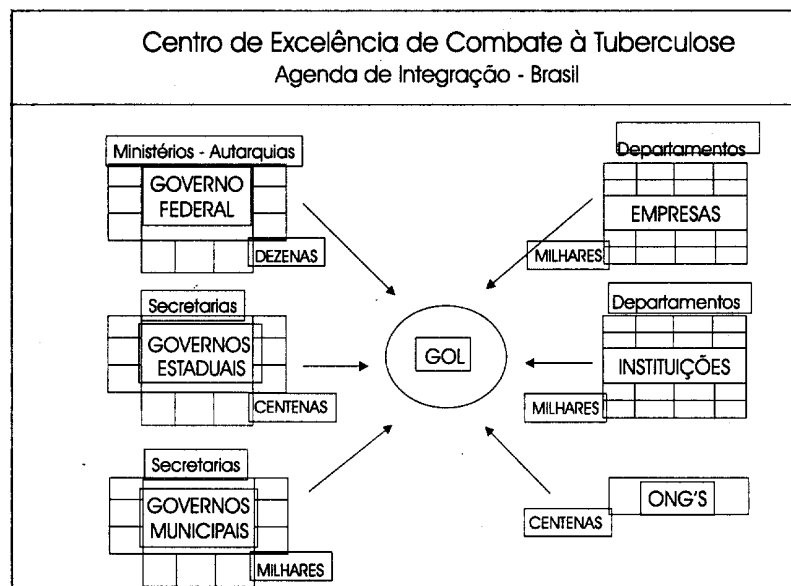 Centro de Excelência de Combate à Tuberculose
Agenda de Integração - Brasil
Ministérios - Autarquias
GOVERNO
FEDERAL
DEZENAS
Secretarias
GOVERNOS
ESTADUAIS
CENTENAS
Secretarias
GOVERNOS
MUNICIPAIS
MILHARES
GOL
Departamentos
EMPRESAS
MILHARES
Departamentos
INSTITUIÇÕES
MILHARES
ONG'S
CENTENAS